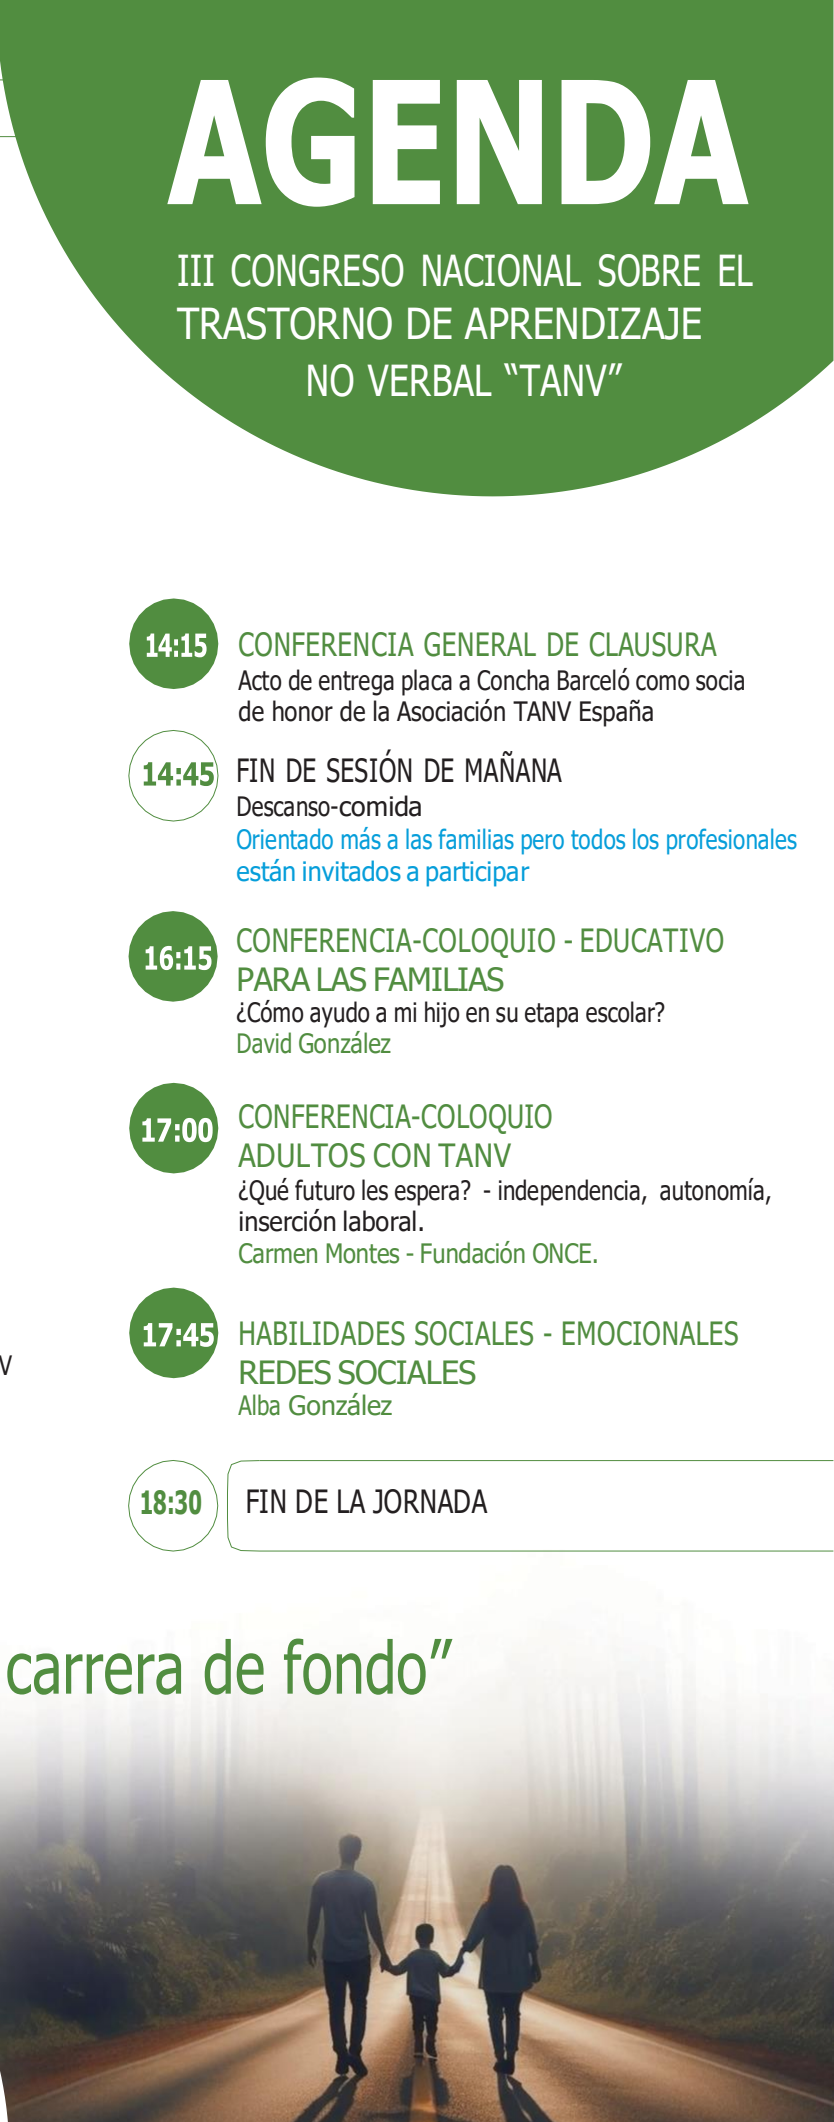 AGENDA
III CONGRESO NACIONAL SOBRE EL
TRASTORNO DE APRENDIZAJE
NO VERBAL “TANV”
14:15
CONFERENCIA GENERAL DE CLAUSURA
Acto de entrega placa a Concha Barceló como socia
de honor de la Asociación TANV España
14:45
FIN DE SESIÓN DE MAÑANA
Descanso-comida
Orientado más a las familias pero todos los profesionales
están invitados a participar
16:15
CONFERENCIA-COLOQUIO - EDUCATIVO
PARA LAS FAMILIAS
¿Cómo ayudo a mi hijo en su etapa escolar?
David González
17:00
CONFERENCIA-COLOQUIO
ADULTOS CON TANV
¿Qué futuro les espera? - independencia, autonomía,
inserción laboral.
Carmen Montes - Fundación ONCE.
17:45
HABILIDADES SOCIALES - EMOCIONALES
REDES SOCIALES
Alba González
18:30
FIN DE LA JORNADA
carrera de fondo”